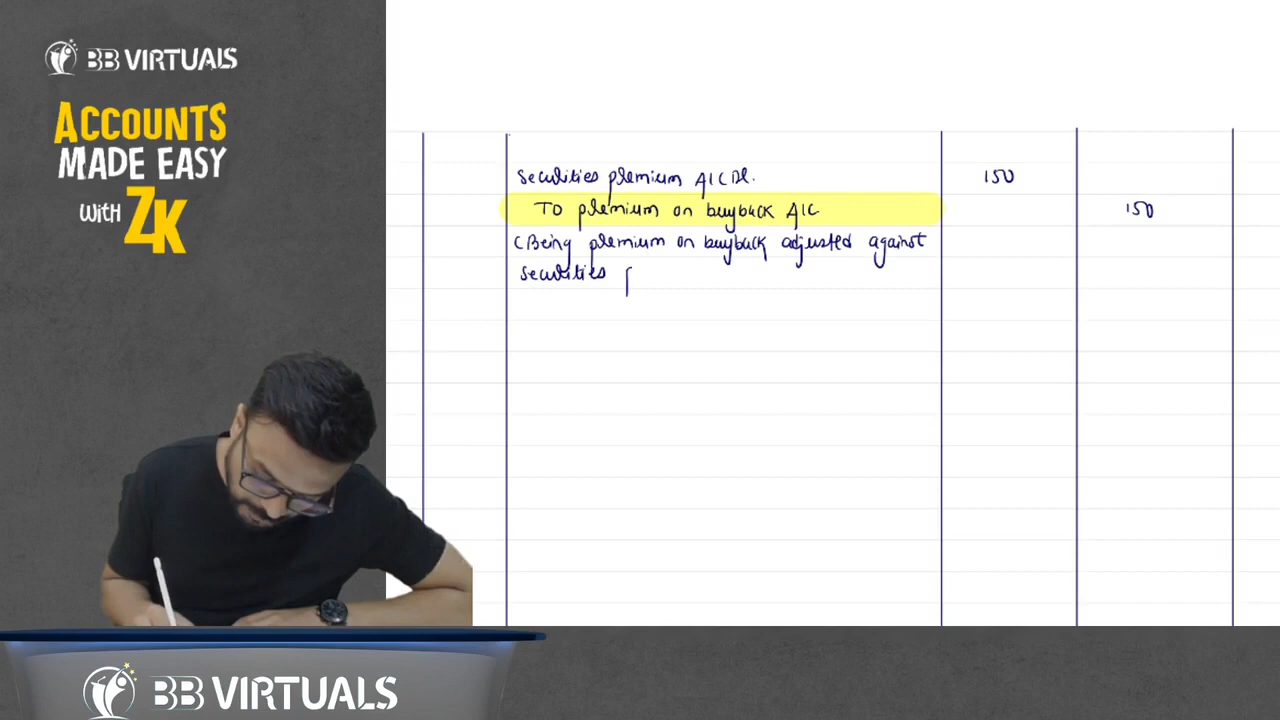 BB VIRTUALS
ACCOUNTS
MADE EASY
with ZK
Securities premium A/C Dr. 150
To premium on buyback A/C 150
(Being premium on buyback adjusted against
securities p
BB VIRTUALS